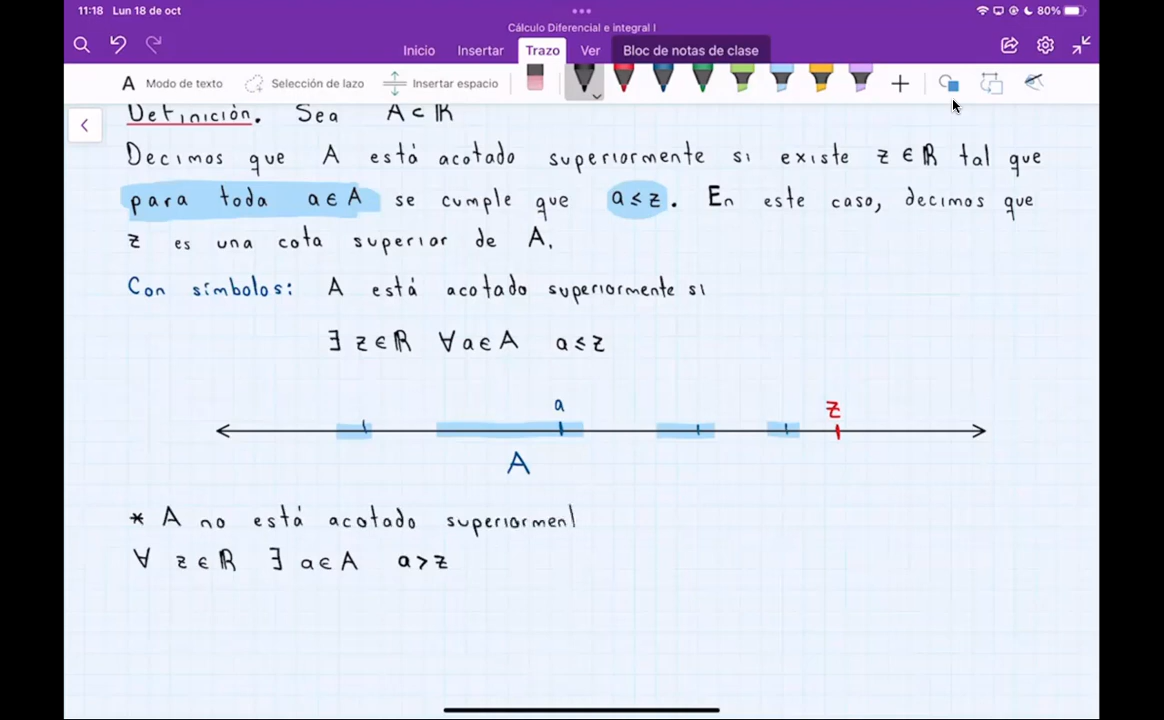 11:18 Lun 18 de oct
80%
Cálculo Diferencial e integral I
Inicio Insertar Trazo Ver Bloc de notas de clase
A Modo de texto Selección de lazo Insertar espacio
Definición. Sea A ⊂ ℝ
Decimos que A está acotado superiormente si existe z ∈ ℝ tal que
para toda a ∈ A se cumple que a ≤ z. En este caso, decimos que
z es una cota superior de A.
Con símbolos: A está acotado superiormente si
∃ z ∈ ℝ ∀ a ∈ A a ≤ z
a z
A
* A no está acotado superiorment
∀ z ∈ ℝ ∃ a ∈ A a > z